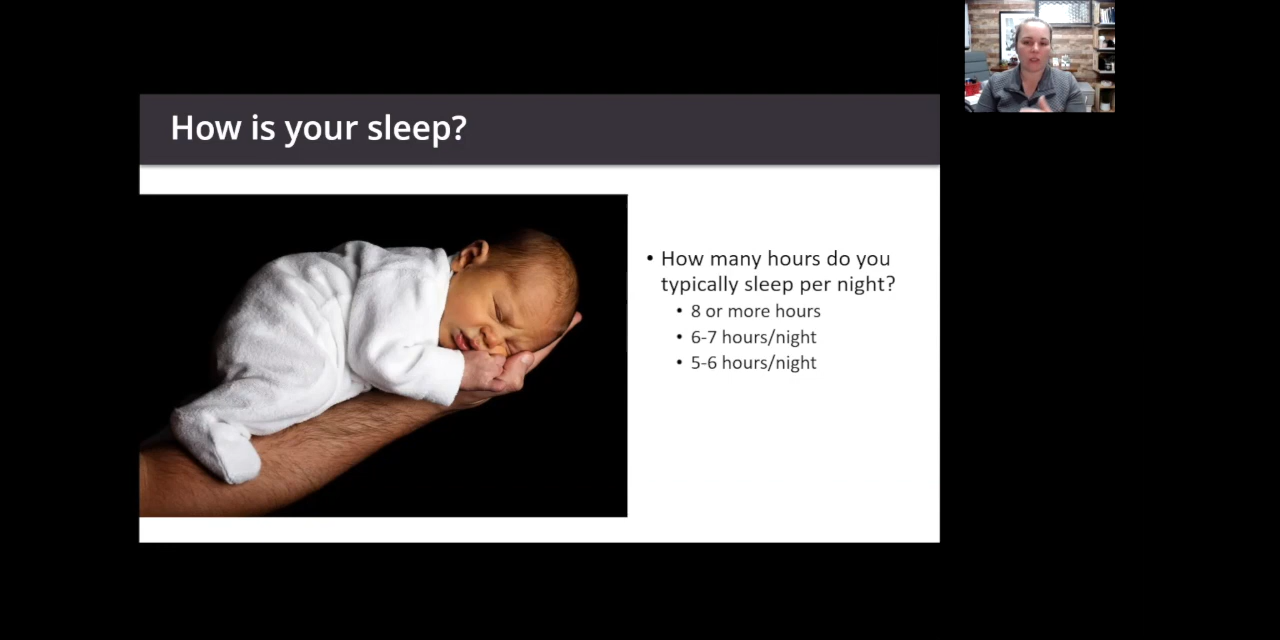 How is your sleep?
• How many hours do you
typically sleep per night?
• 8 or more hours
• 6-7 hours/night
• 5-6 hours/night